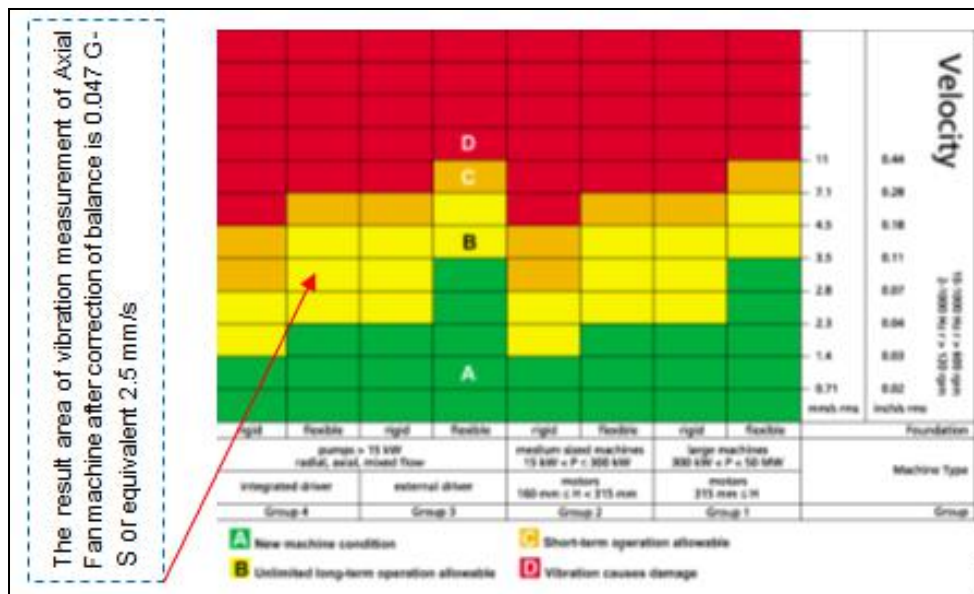 The result area of vibration measurement of Axial
Fan machine after correction of balance is 0.047 G-
S or equivalent 2.5 mm/s
Velocity
D
C
B
A
11 0.44
7.1 0.28
4.5 0.18
3.5 0.11
2.8 0.07
2.3 0.04
1.4 0.03
0.71 0.02
mm/s rms inch/s rms
10-1000 Hz r > 600 rpm
2-1000 Hz r > 120 rpm
rigid flexible rigid flexible rigid flexible rigid flexible Foundation
pumps > 15 kW medium sized machines large machines
radial, axial, mixed flow 15 kW < P ≤ 300 kW 300 kW < P < 50 MW Machine Type
integrated driver external driver motors motors
160 mm ≤ H < 315 mm 315 mm ≤ H
Group 4 Group 3 Group 2 Group 1 Group
A New machine condition C Short-term operation allowable
B Unlimited long-term operation allowable D Vibration causes damage